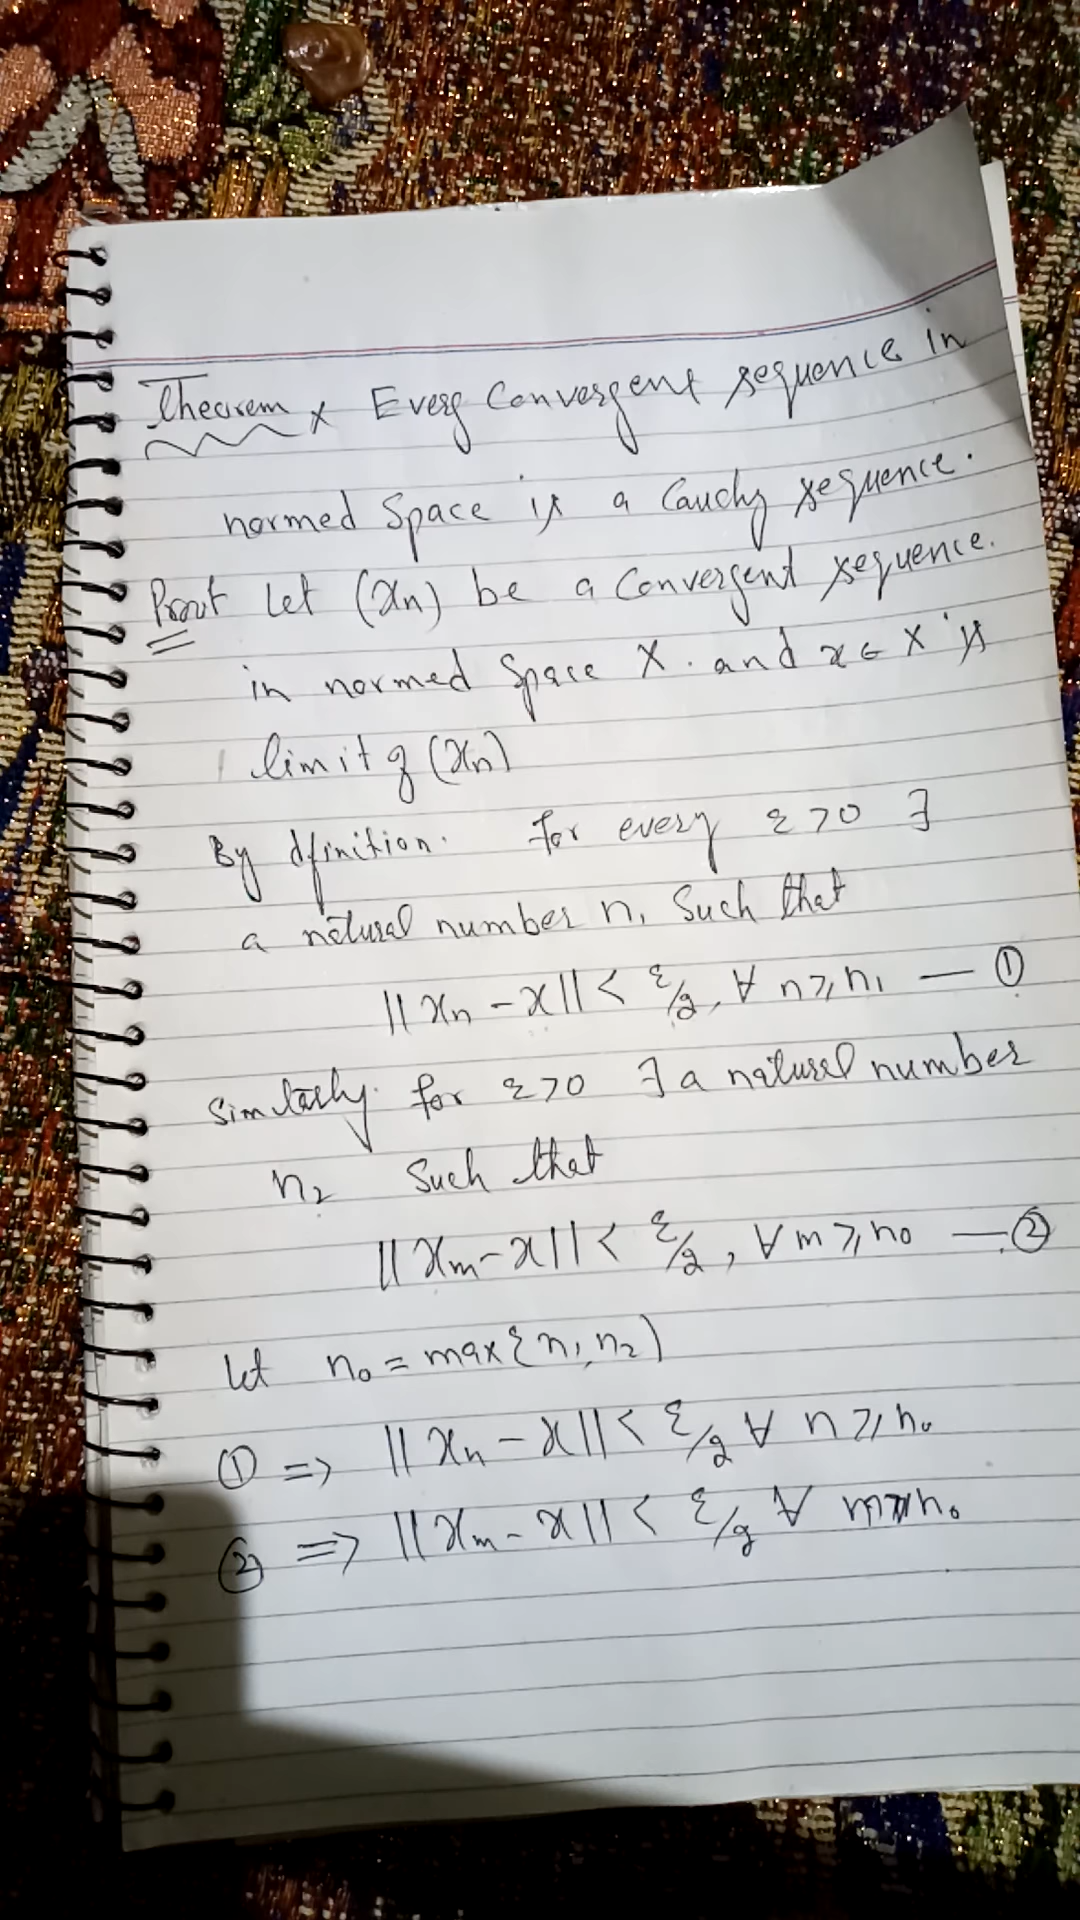 Theorem x Every Convergent sequence in
normed Space is a Cauchy sequence.
Proof Let (xn) be a Convergent sequence.
in normed Space X. and x ∈ X is
limit of (xn)
By dfinition. for every ε>0 ∃
a natural number n1 Such that
||xn - x|| < ε/2, ∀ n ≥ n1 — ①
Similarly. for ε>0 ∃ a natural number
n2 Such that
||xm - x|| < ε/2, ∀ m ≥ n0 — ②
let n0 = max{n1, n2)
① => ||xn - x|| < ε/2 ∀ n ≥ n0
② => ||xm - x|| < ε/2 ∀ m ≥ n0